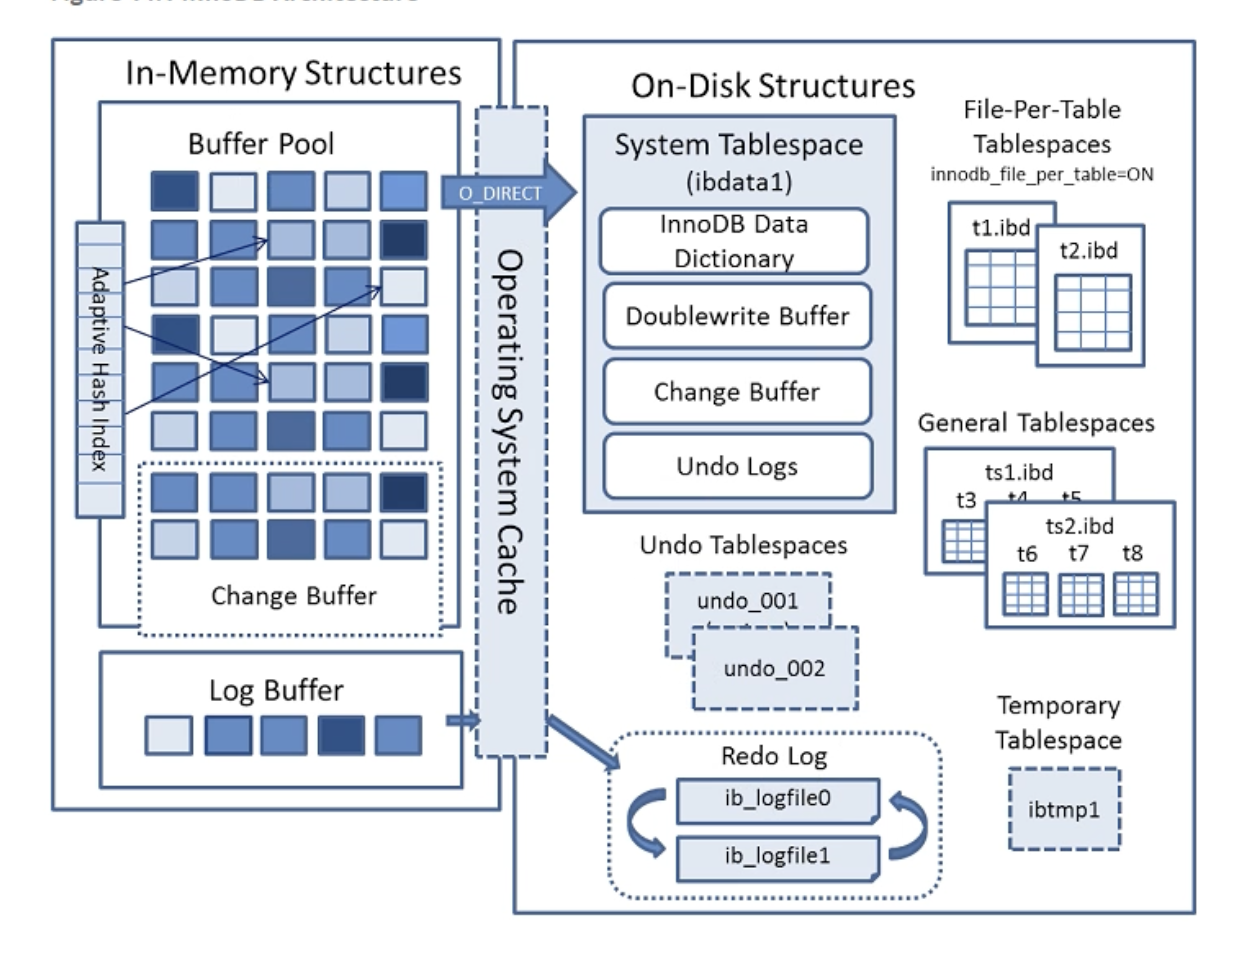 In-Memory Structures
Buffer Pool
Adaptive Hash Index
Change Buffer
Log Buffer
O_DIRECT
Operating System Cache
On-Disk Structures
System Tablespace
(ibdata1)
InnoDB Data
Dictionary
Doublewrite Buffer
Change Buffer
Undo Logs
Undo Tablespaces
undo_001
undo_002
Redo Log
ib_logfile0
ib_logfile1
File-Per-Table
Tablespaces
innodb_file_per_table=ON
t1.ibd
t2.ibd
General Tablespaces
ts1.ibd
t3 t4 t5
ts2.ibd
t6 t7 t8
Temporary
Tablespace
ibtmp1